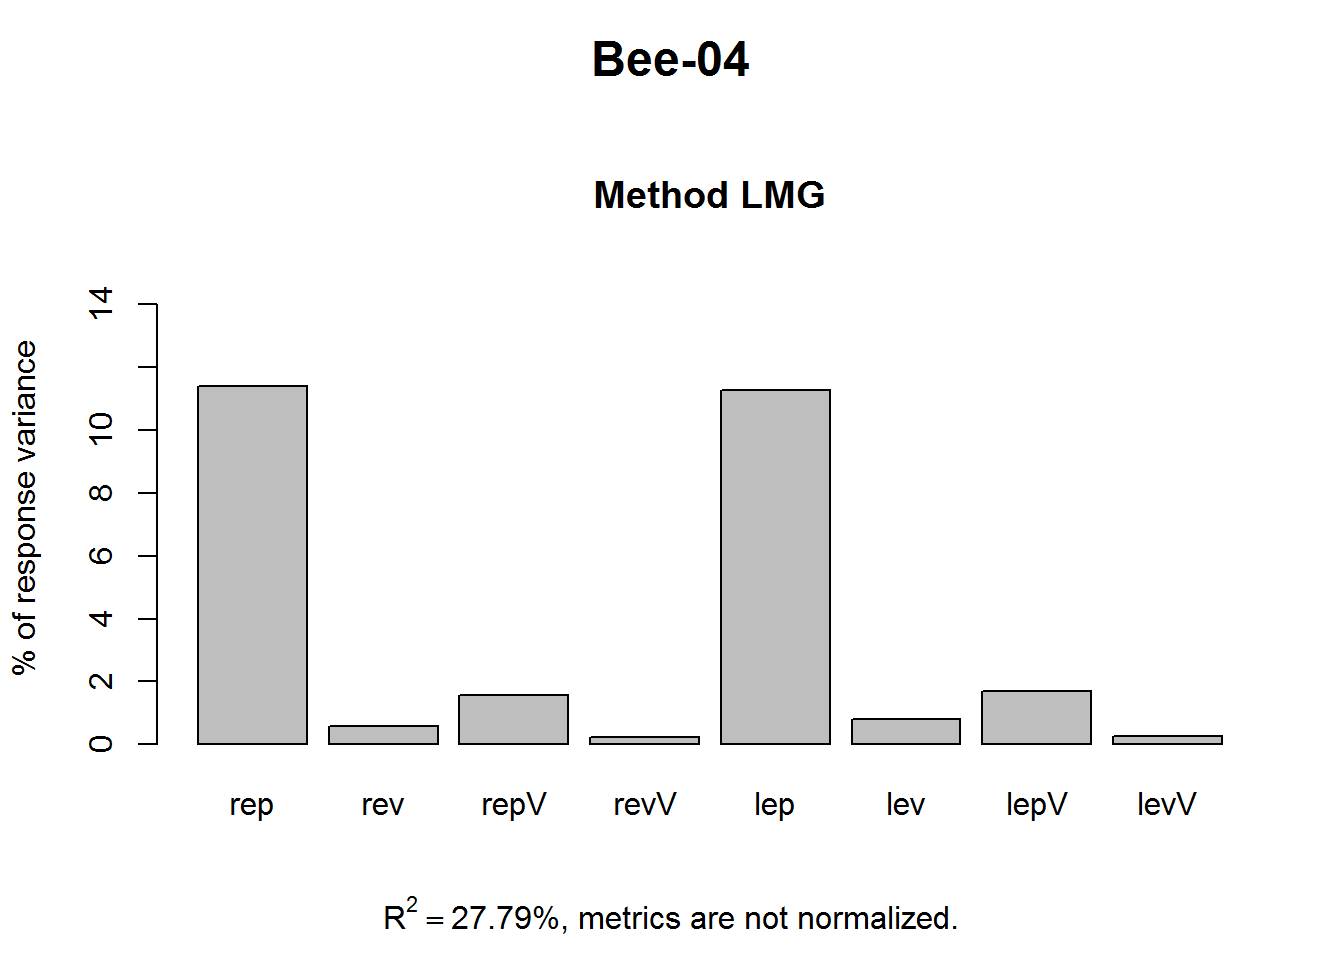 Bee-04
Method LMG
% of response variance
14
10
8
6
4
2
0
rep rev repV revV lep lev lepV levV
R² = 27.79%, metrics are not normalized.